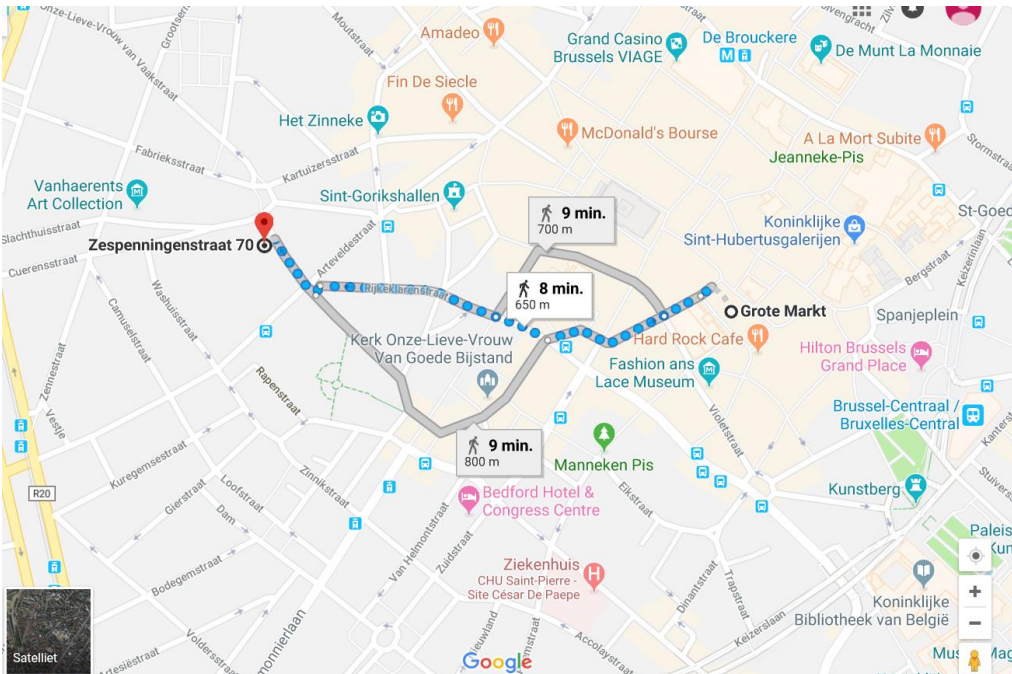 Onze-Lieve-Vrouw van Vaakstraat
Moutstraat
Amadeo
Grand Casino
Brussels VIAGE
De Brouckere
M
De Munt La Monnaie
Fin De Siecle
Het Zinneke
McDonald's Bourse
A La Mort Subite
Jeanneke-Pis
Fabrieksstraat
Kartuizersstraat
Vanhaerents
Art Collection
Sint-Gorikshallen
9 min.
700 m
Koninklijke
Sint-Hubertusgalerijen
St-Goed
Slachthuisstraat
Zespenningenstraat 70
Cuerensstraat
Arteveldestraat
Bergstraat
Keizerinlaan
Rijkeklarenstraat
8 min.
650 m
Washuisstraat
Camuselstraat
Grote Markt
Spanjeplein
Kerk Onze-Lieve-Vrouw
Van Goede Bijstand
Hard Rock Cafe
Hilton Brussels
Grand Place
Fashion ans
Lace Museum
Zennestraat
Rapenstraat
Violetstraat
Brussel-Centraal /
Bruxelles-Central
Vestje
9 min.
800 m
Manneken Pis
Kuregemsestraat
Zinnikstraat
Loofstraat
Gierstraat
Dam
R20
Bedford Hotel &
Congress Centre
Eikstraat
Kunstberg
Van Helmontstraat
Zuidstraat
Paleis
Bodegemstraat
Ziekenhuis
CHU Saint-Pierre -
Site César De Paepe
H
Dinantstraat
Trapstraat
Koninklijke
Bibliotheek van België
Keizerslaan
Accolaystraat
Satelliet
Google